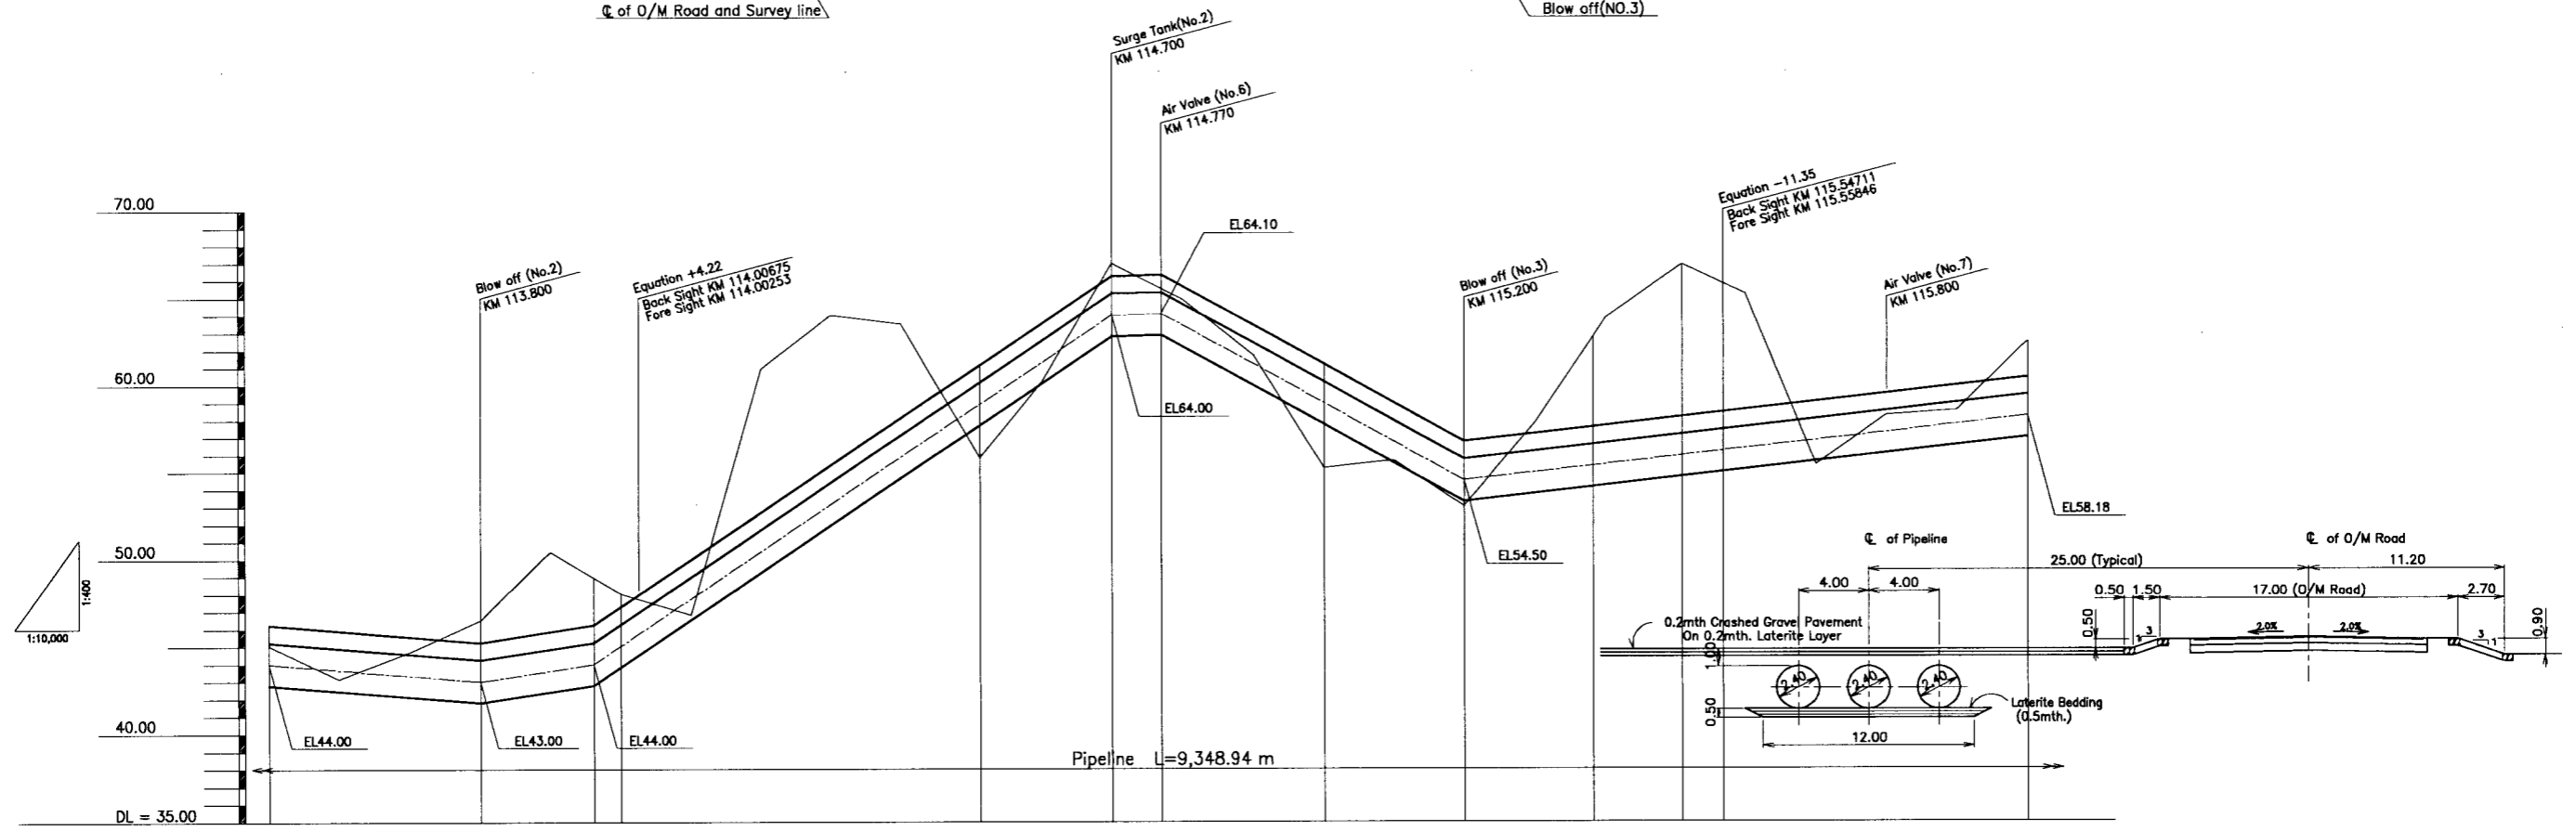 ℄ of O/M Road and Survey line
Blow off(NO.3)
Surge Tank(No.2)
KM 114.700
Air Valve (No.6)
KM 114.770
Equation -11.35
Back Sight KM 115.54711
Fore Sight KM 115.55846
70.00
EL64.10
Blow off (No.2)
KM 113.800
Equation +4.22
Back Sight KM 114.00675
Fore Sight KM 114.00253
Blow off (No.3)
KM 115.200
Air Valve (No.7)
KM 115.800
60.00
EL64.00
EL58.18
50.00
EL54.50
1:400
1:10,000
℄ of Pipeline
℄ of O/M Road
25.00 (Typical)
11.20
4.00
4.00
0.50
1.50
17.00 (O/M Road)
2.70
0.2mth Crashed Gravel Pavement
On 0.2mth. Laterite Layer
0.50
3
1
2.0%
2.0%
3
1
0.90
1.00
2.40
2.40
2.40
0.50
Laterite Bedding
(0.5mth.)
12.00
40.00
EL44.00
EL43.00
EL44.00
Pipeline L=9,348.94 m
DL = 35.00